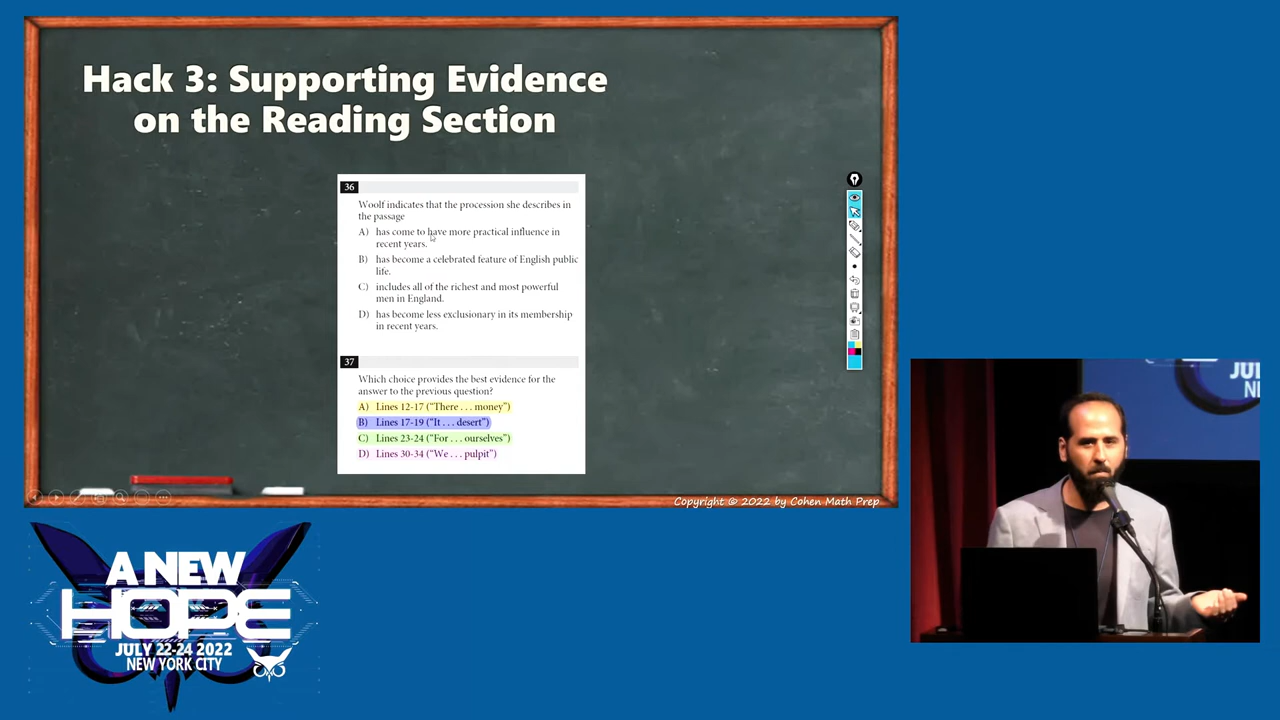 Hack 3: Supporting Evidence
on the Reading Section
36
Woolf indicates that the procession she describes in
the passage
A) has come to have more practical influence in
recent years.
B) has become a celebrated feature of English public
life.
C) includes all of the richest and most powerful
men in England.
D) has become less exclusionary in its membership
in recent years.
37
Which choice provides the best evidence for the
answer to the previous question?
A) Lines 12-17 (“There . . . money”)
B) Lines 17-19 (“It . . . desert”)
C) Lines 23-24 (“For . . . ourselves”)
D) Lines 30-34 (“We . . . pulpit”)
Copyright © 2022 by Cohen Math Prep
A NEW
HOPE
JULY 22-24 2022
NEW YORK CITY